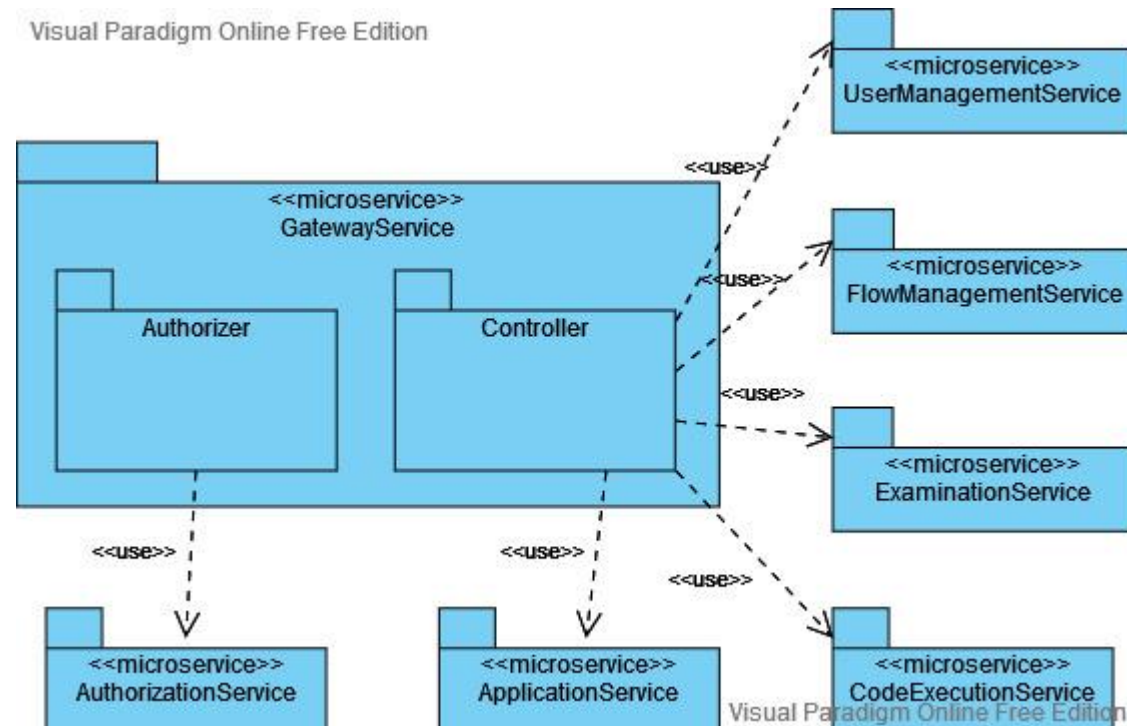 Visual Paradigm Online Free Edition
<<microservice>>
UserManagementService
<<use>>
<<microservice>>
GatewayService
<<use>>
<<microservice>>
FlowManagementService
Authorizer
Controller
<<use>>
<<microservice>>
ExaminationService
<<use>>
<<use>>
<<use>>
<<microservice>>
AuthorizationService
<<microservice>>
ApplicationService
<<microservice>>
CodeExecutionService
Visual Paradigm Online Free Edition